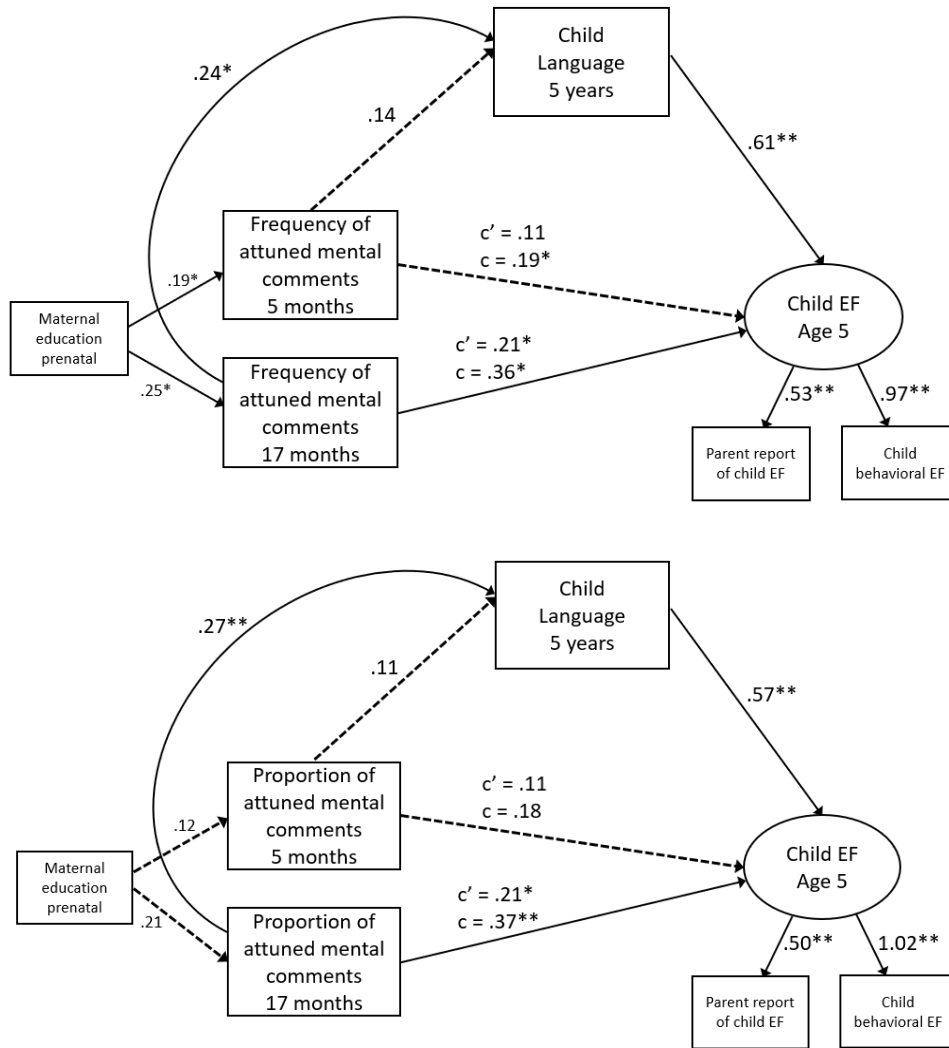 Child
Language
5 years
.24*
.14
.61**
Frequency of
attuned mental
comments
5 months
c’ = .11
c = .19*
.19*
Maternal
education
prenatal
.25*
Frequency of
attuned mental
comments
17 months
c’ = .21*
c = .36*
Child EF
Age 5
.53**
.97**
Parent report
of child EF
Child
behavioral EF
Child
Language
5 years
.27**
.11
.57**
Proportion of
attuned mental
comments
5 months
c’ = .11
c = .18
.12
Maternal
education
prenatal
.21
Proportion of
attuned mental
comments
17 months
c’ = .21*
c = .37**
Child EF
Age 5
.50**
1.02**
Parent report
of child EF
Child
behavioral EF